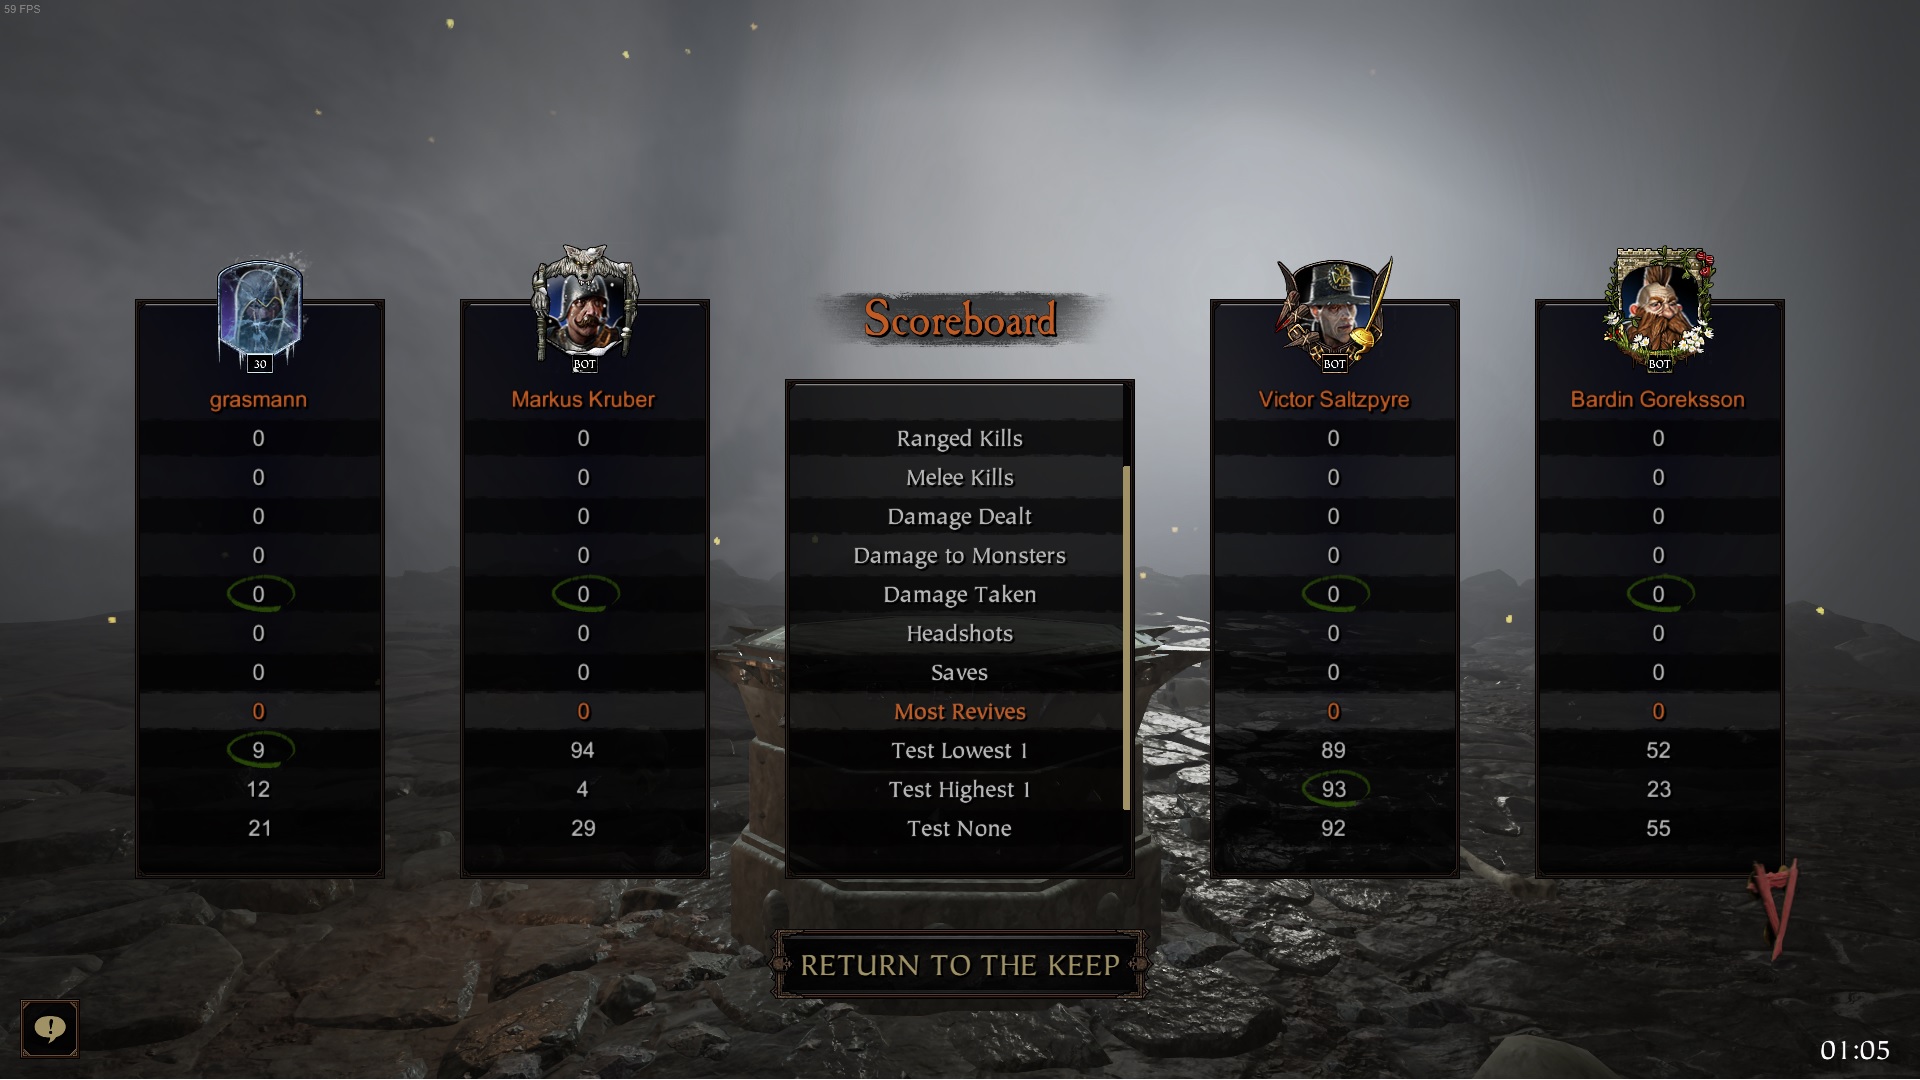 59 FPS
Scoreboard
30
BOT
BOT
BOT
grasmann
Markus Kruber
Victor Saltzpyre
Bardin Goreksson
0 0 Ranged Kills 0 0
0 0 Melee Kills 0 0
0 0 Damage Dealt 0 0
0 0 Damage to Monsters 0 0
0 0 Damage Taken 0 0
0 0 Headshots 0 0
0 0 Saves 0 0
0 0 Most Revives 0 0
9 94 Test Lowest 1 89 52
12 4 Test Highest 1 93 23
21 29 Test None 92 55
RETURN TO THE KEEP
!
01:05